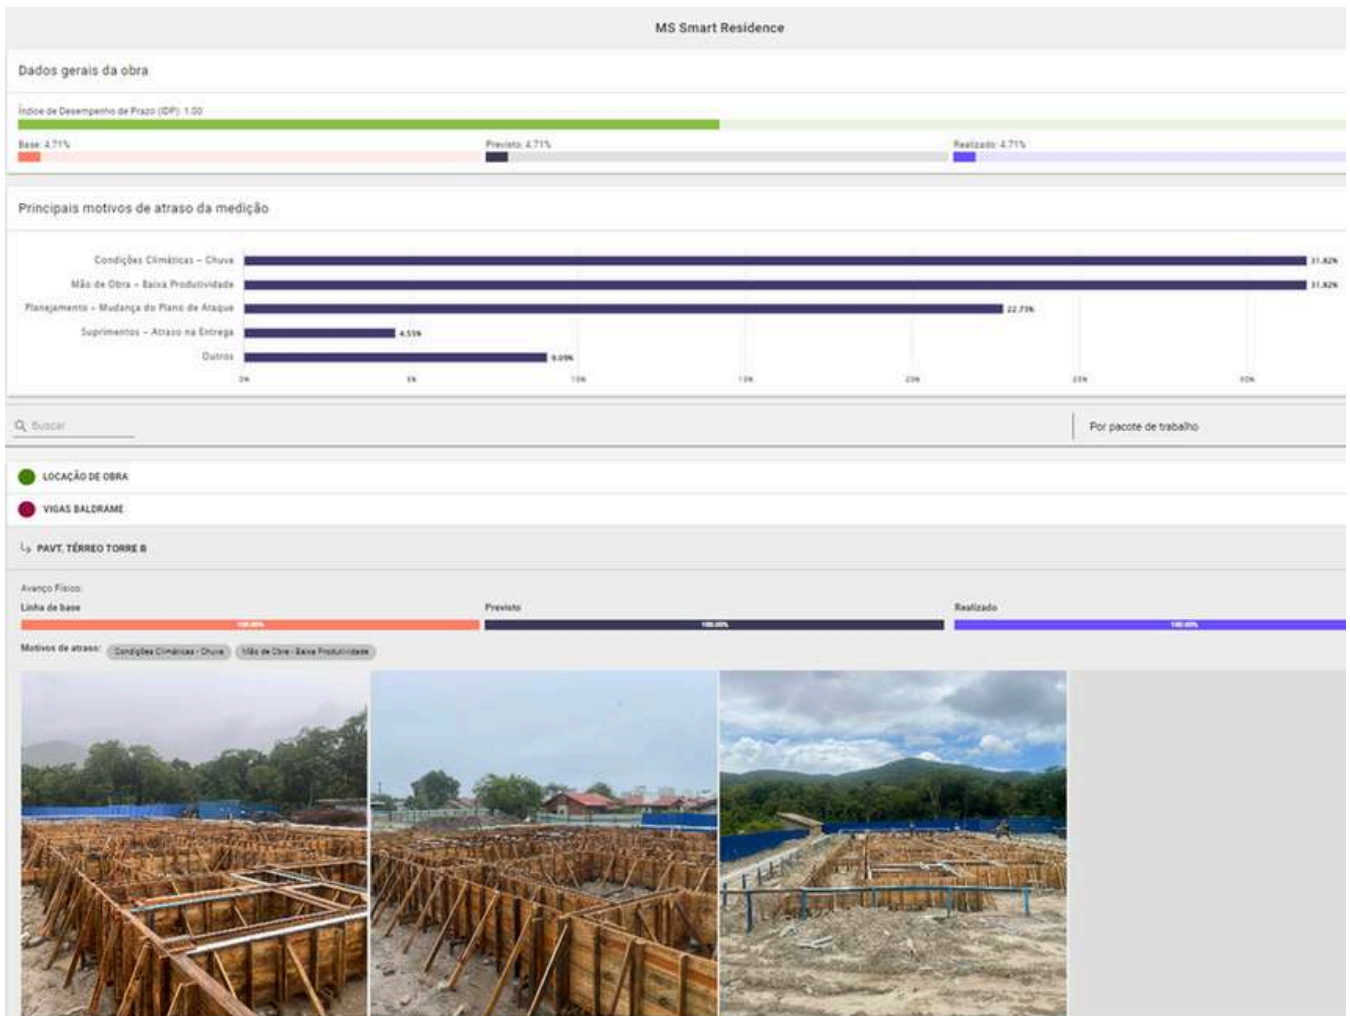 MS Smart Residence
Dados gerais da obra
Índice de Desempenho de Prazo (IDP): 1.00
Base: 4.71% Previsto: 4.71% Realizado: 4.71%
Principais motivos de atraso da medição
Condições Climáticas – Chuva 31.82%
Mão de Obra – Baixa Produtividade 31.82%
Planejamento – Mudança do Plano de Ataque 22.73%
Suprimentos – Atraso na Entrega 4.55%
Outros 9.09%
0% 5% 10% 15% 20% 25% 30%
Buscar Por pacote de trabalho
LOCAÇÃO DE OBRA
VIGAS BALDRAME
PAVT. TÉRREO TORRE B
Avanço Físico:
Linha de base Previsto Realizado
100.00% 100.00% 100.00%
Motivos de atraso: Condições Climáticas - Chuva Mão de Obra - Baixa Produtividade